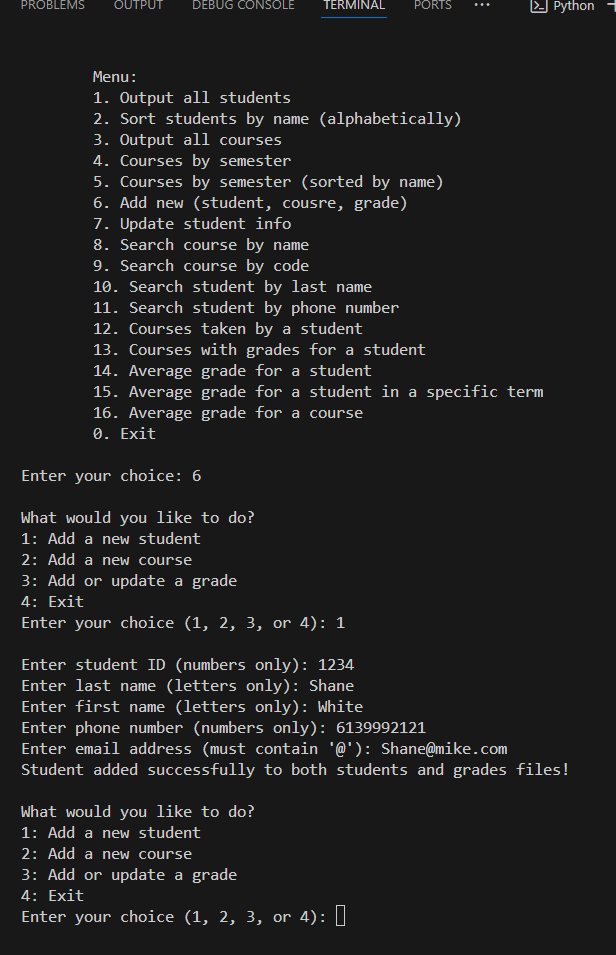 PROBLEMS OUTPUT DEBUG CONSOLE TERMINAL PORTS ··· Python
Menu:
1. Output all students
2. Sort students by name (alphabetically)
3. Output all courses
4. Courses by semester
5. Courses by semester (sorted by name)
6. Add new (student, cousre, grade)
7. Update student info
8. Search course by name
9. Search course by code
10. Search student by last name
11. Search student by phone number
12. Courses taken by a student
13. Courses with grades for a student
14. Average grade for a student
15. Average grade for a student in a specific term
16. Average grade for a course
0. Exit
Enter your choice: 6
What would you like to do?
1: Add a new student
2: Add a new course
3: Add or update a grade
4: Exit
Enter your choice (1, 2, 3, or 4): 1
Enter student ID (numbers only): 1234
Enter last name (letters only): Shane
Enter first name (letters only): White
Enter phone number (numbers only): 6139992121
Enter email address (must contain '@'): Shane@mike.com
Student added successfully to both students and grades files!
What would you like to do?
1: Add a new student
2: Add a new course
3: Add or update a grade
4: Exit
Enter your choice (1, 2, 3, or 4):